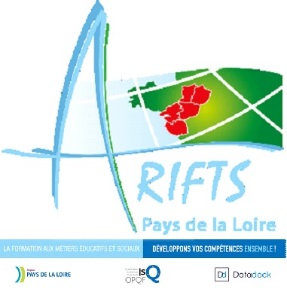 ARIFTS
Pays de la Loire
LA FORMATION AUX MÉTIERS ÉDUCATIFS ET SOCIAUX DÉVELOPPONS VOS COMPÉTENCES ENSEMBLE !
PAYS DE LA LOIRE ISQ OPQF Dd Datadock